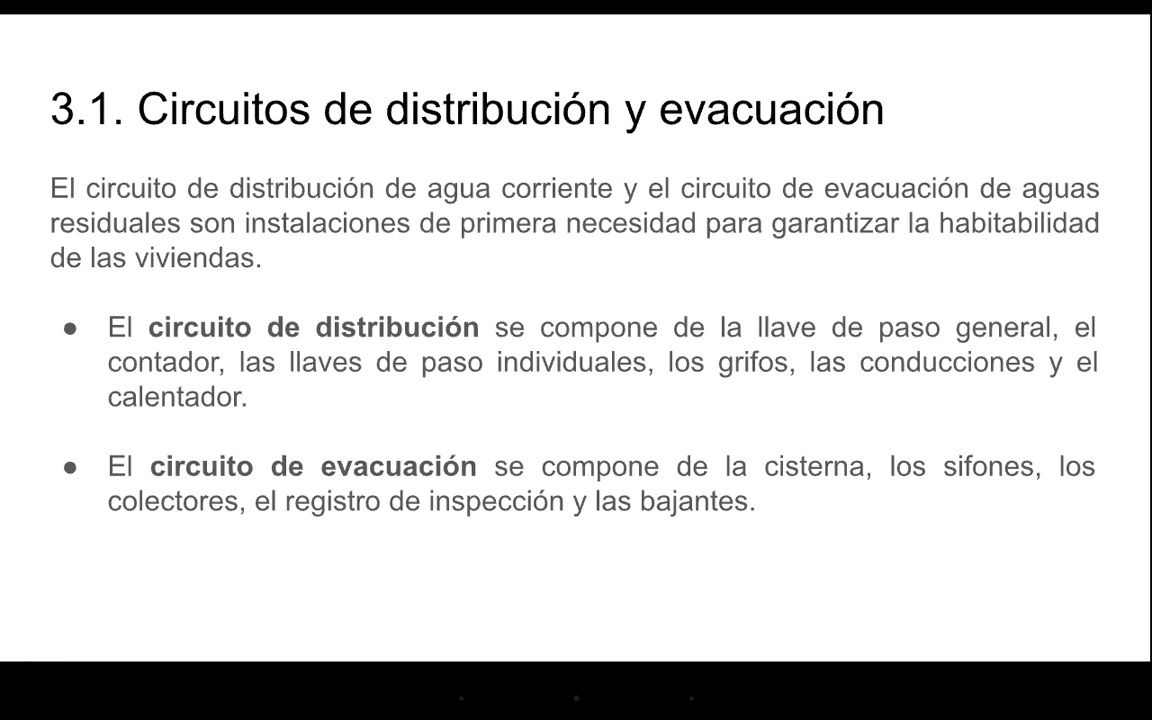 3.1. Circuitos de distribución y evacuación
El circuito de distribución de agua corriente y el circuito de evacuación de aguas
residuales son instalaciones de primera necesidad para garantizar la habitabilidad
de las viviendas.
● El circuito de distribución se compone de la llave de paso general, el
contador, las llaves de paso individuales, los grifos, las conducciones y el
calentador.
● El circuito de evacuación se compone de la cisterna, los sifones, los
colectores, el registro de inspección y las bajantes.